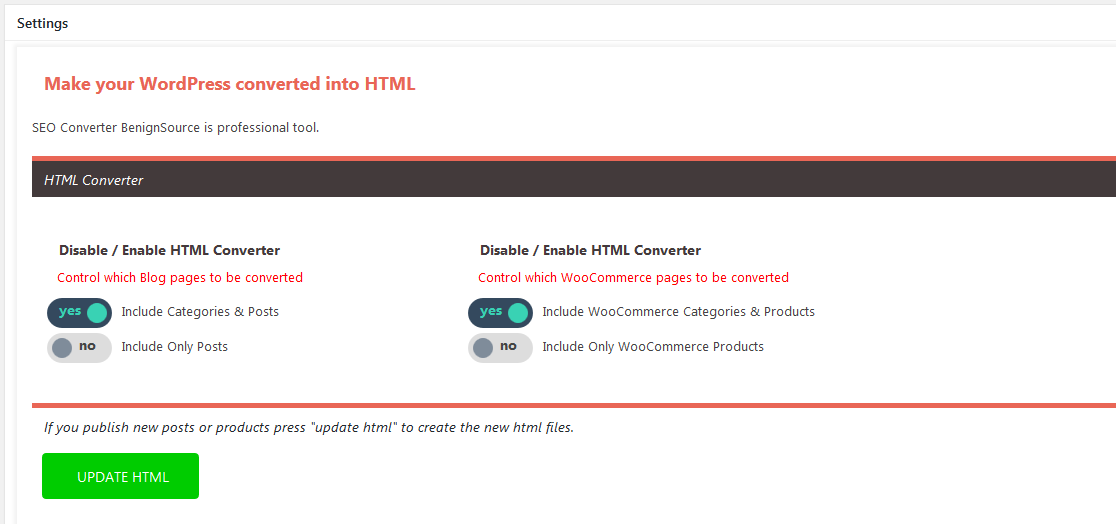 Settings
Make your WordPress converted into HTML
SEO Converter BenignSource is professional tool.
HTML Converter
Disable / Enable HTML Converter
Control which Blog pages to be converted
yes Include Categories & Posts
no Include Only Posts
Disable / Enable HTML Converter
Control which WooCommerce pages to be converted
yes Include WooCommerce Categories & Products
no Include Only WooCommerce Products
If you publish new posts or products press "update html" to create the new html files.
UPDATE HTML